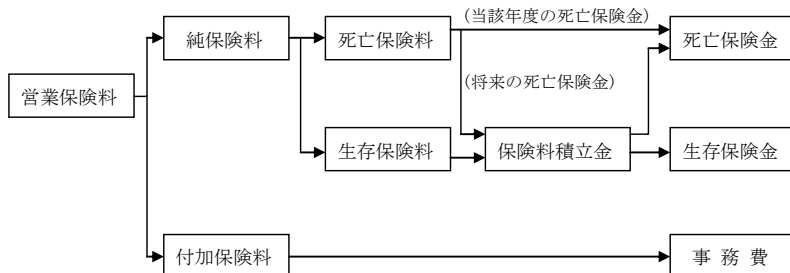 (当該年度の死亡保険金)
純保険料
死亡保険料
死亡保険金
(将来の死亡保険金)
営業保険料
生存保険料
保険料積立金
生存保険金
付加保険料
事 務 費